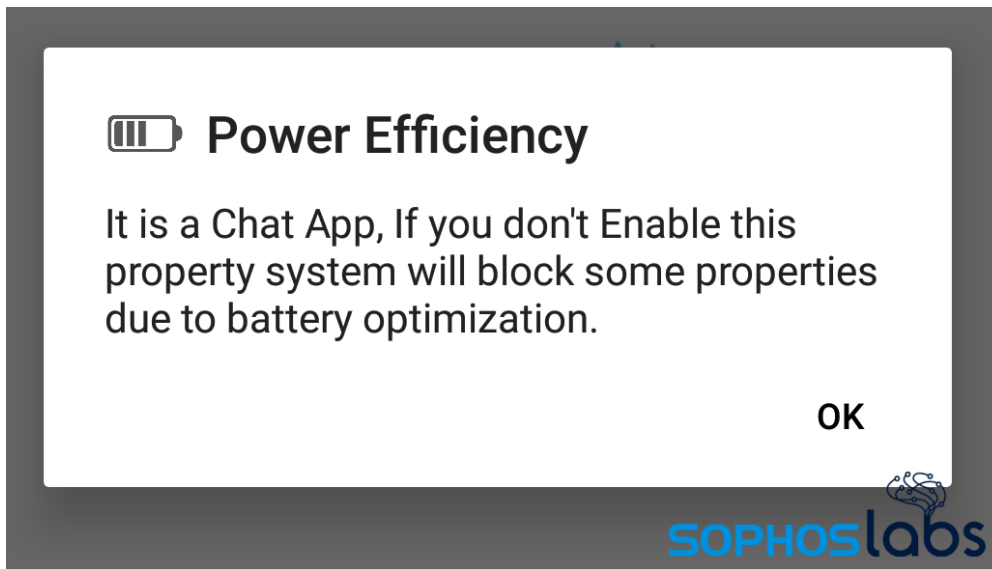 Power Efficiency
It is a Chat App, If you don't Enable this
property system will block some properties
due to battery optimization.
OK
SOPHOSlabs